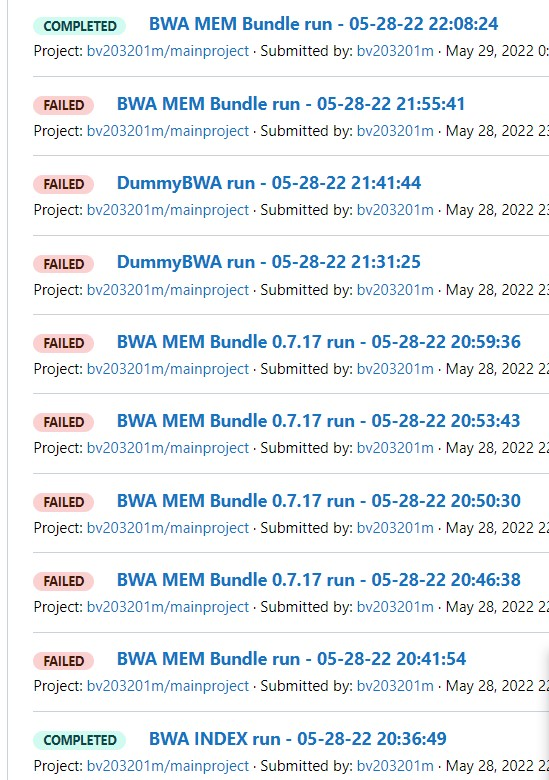 COMPLETED BWA MEM Bundle run - 05-28-22 22:08:24
Project: bv203201m/mainproject · Submitted by: bv203201m · May 29, 2022 0:
FAILED BWA MEM Bundle run - 05-28-22 21:55:41
Project: bv203201m/mainproject · Submitted by: bv203201m · May 28, 2022 23
FAILED DummyBWA run - 05-28-22 21:41:44
Project: bv203201m/mainproject · Submitted by: bv203201m · May 28, 2022 23
FAILED DummyBWA run - 05-28-22 21:31:25
Project: bv203201m/mainproject · Submitted by: bv203201m · May 28, 2022 23
FAILED BWA MEM Bundle 0.7.17 run - 05-28-22 20:59:36
Project: bv203201m/mainproject · Submitted by: bv203201m · May 28, 2022 22
FAILED BWA MEM Bundle 0.7.17 run - 05-28-22 20:53:43
Project: bv203201m/mainproject · Submitted by: bv203201m · May 28, 2022 22
FAILED BWA MEM Bundle 0.7.17 run - 05-28-22 20:50:30
Project: bv203201m/mainproject · Submitted by: bv203201m · May 28, 2022 22
FAILED BWA MEM Bundle 0.7.17 run - 05-28-22 20:46:38
Project: bv203201m/mainproject · Submitted by: bv203201m · May 28, 2022 22
FAILED BWA MEM Bundle run - 05-28-22 20:41:54
Project: bv203201m/mainproject · Submitted by: bv203201m · May 28, 2022 22
COMPLETED BWA INDEX run - 05-28-22 20:36:49
Project: bv203201m/mainproject · Submitted by: bv203201m · May 28, 2022 22